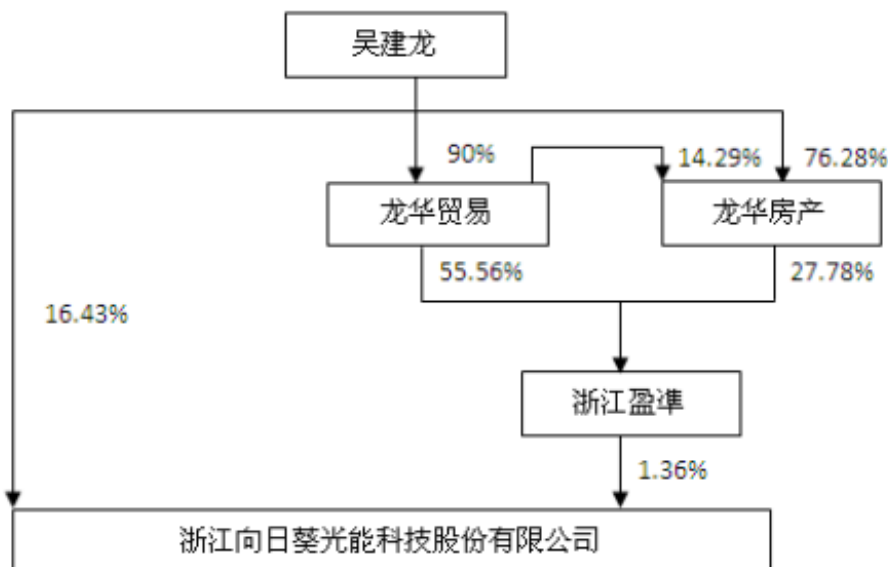 吴建龙
90%
14.29%
76.28%
龙华贸易
龙华房产
55.56%
27.78%
16.43%
浙江盈凖
1.36%
浙江向日葵光能科技股份有限公司